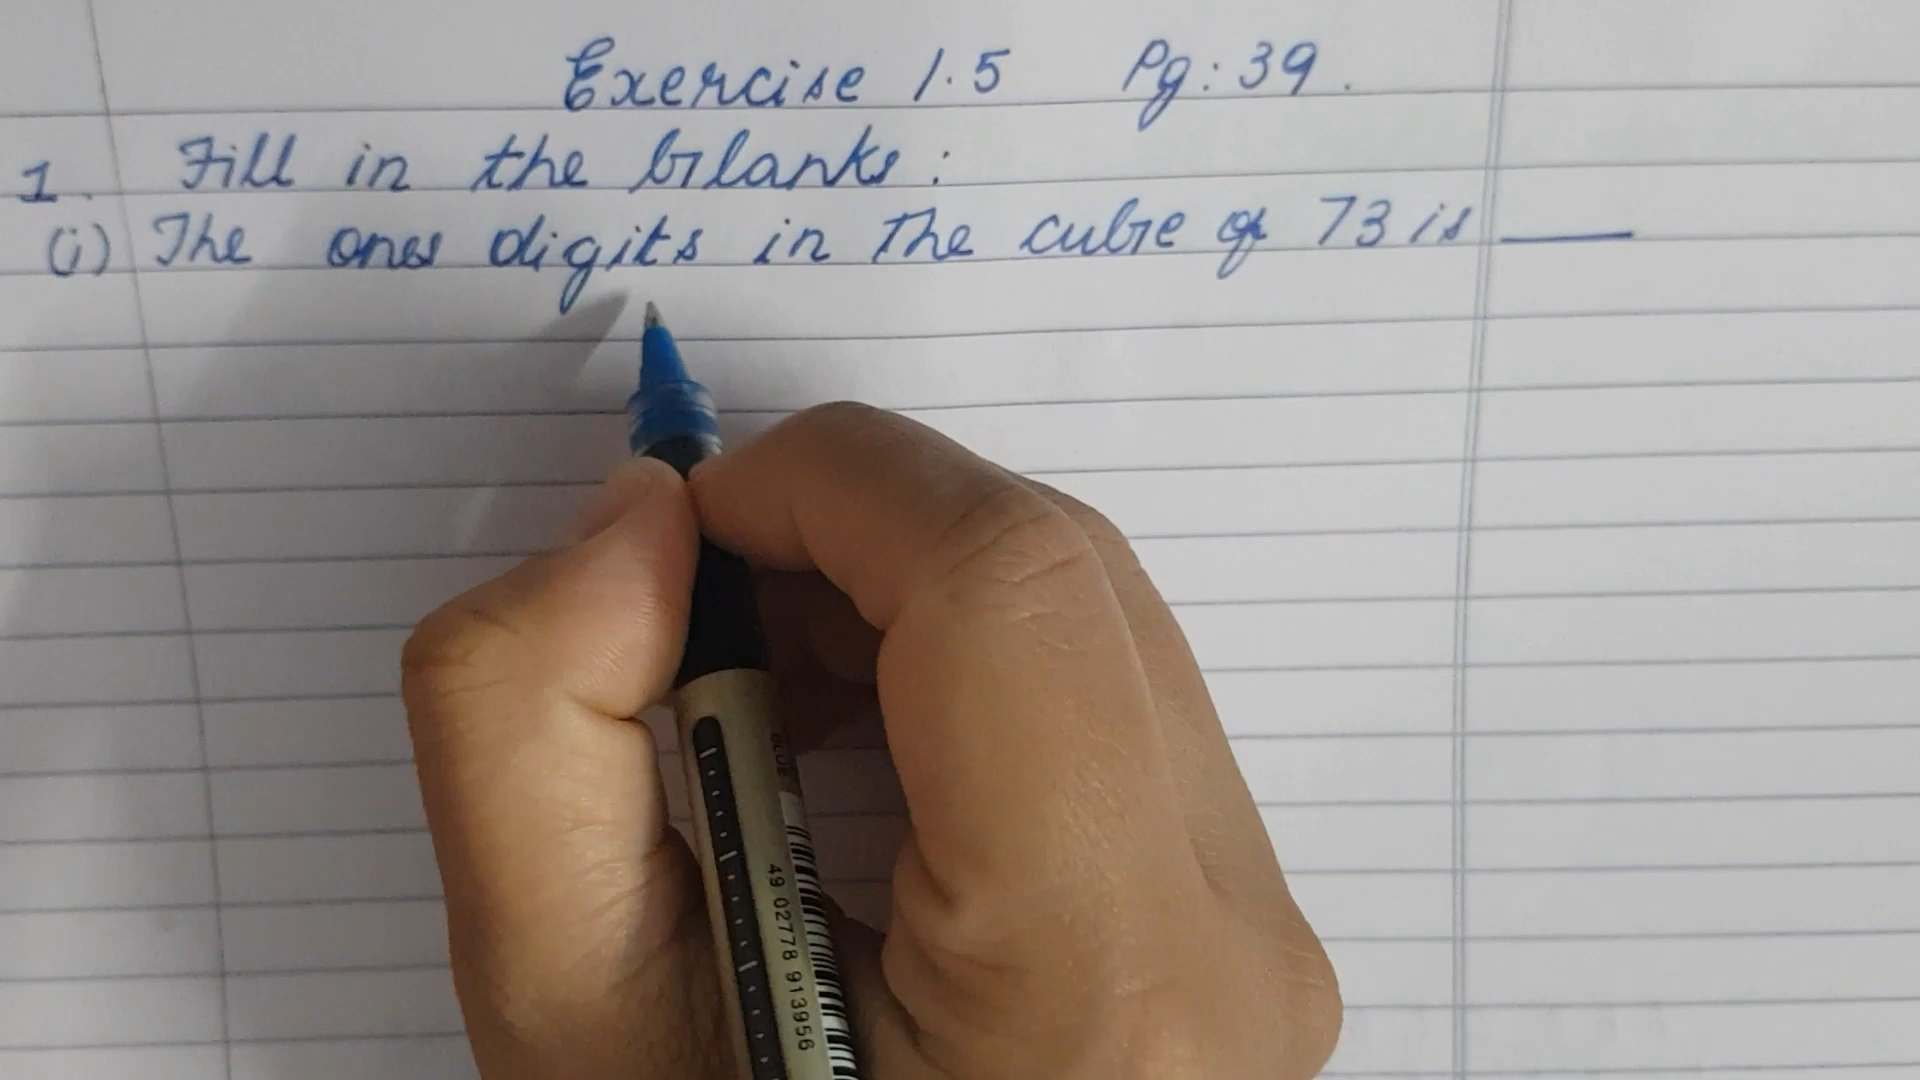 Exercise 1.5 Pg: 39.
1. Fill in the blanks:
(i) The ones digits in the cube of 73 is ____
BLUE
49 02778 913956